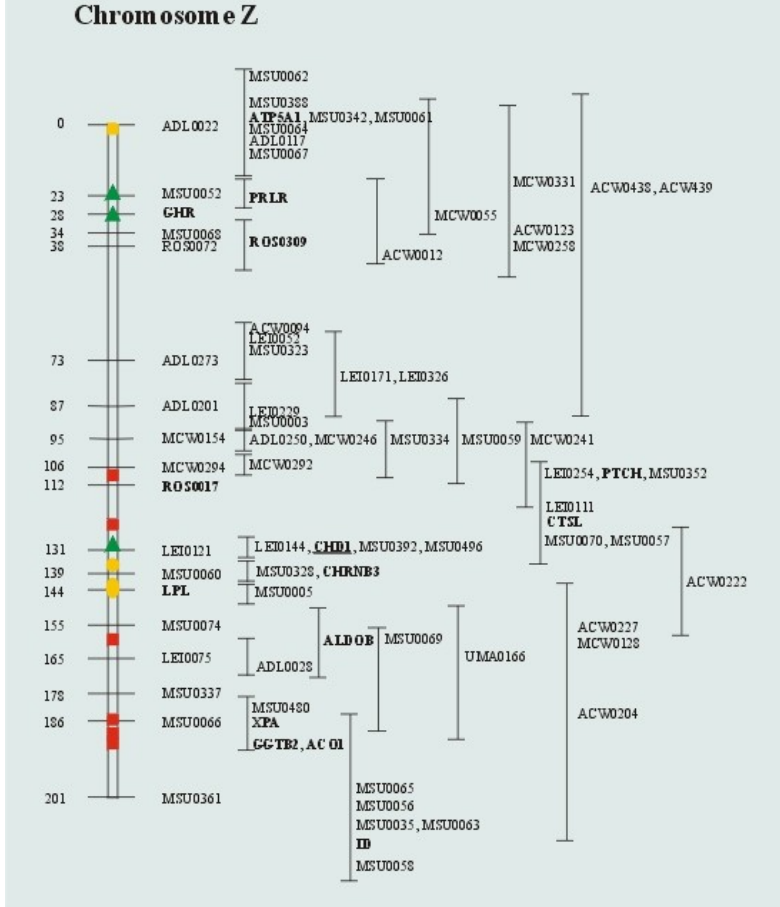 Chromosome Z
MSU0062
MSU0388
0 ADL0022 ATP5A1, MSU0342, MSU0061
MSU0064
ADL0117
MSU0067
MCW0331 ACW0438, ACW439
23 MSU0052 PRLR
28 GHR MCW0055
34 MSU0068 ACW0123
38 ROS0072 ROS0309 MCW0258
ACW0012
ACW0094
LEI0052
MSU0323
73 ADL0273
LEI0171, LEI0326
87 ADL0201 LEI0229
MSU0003
95 MCW0154 ADL0250, MCW0246 MSU0334 MSU0059 MCW0241
106 MCW0294 MCW0292
LEI0254, PTCH, MSU0352
112 ROS0017
LEI0111
CTSL
MSU0070, MSU0057
131 LEI0121 LEI0144, CHD1, MSU0392, MSU0496
139 MSU0060 MSU0328, CHRNB3
ACW0222
144 LPL MSU0005
155 MSU0074 ACW0227
ALDOB MSU0069 MCW0128
165 LEI0075 ADL0028 UMA0166
178 MSU0337
MSU0480 ACW0204
186 MSU0066 XPA
GGTB2, ACO1
MSU0065
201 MSU0361 MSU0056
MSU0035, MSU0063
ID
MSU0058